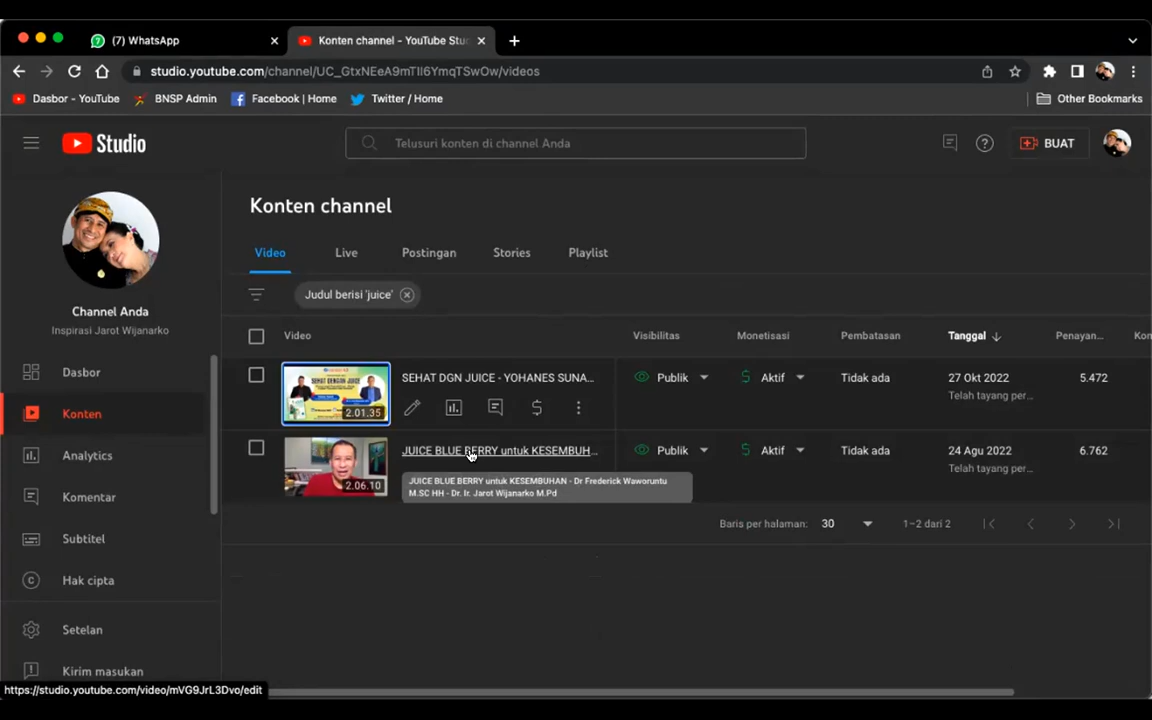 (7) WhatsApp
Konten channel - YouTube Stu
studio.youtube.com/channel/UC_GtxNEeA9mTlI6YmqTSwOw/videos
Dasbor - YouTube
BNSP Admin
Facebook | Home
Twitter / Home
Other Bookmarks
Studio
Telusuri konten di channel Anda
BUAT
Konten channel
Video
Live
Postingan
Stories
Playlist
Channel Anda
Inspirasi Jarot Wijanarko
Judul berisi 'juice'
Video
Visibilitas
Monetisasi
Pembatasan
Tanggal
Penayan...
Dasbor
Konten
Analytics
Komentar
Subtitel
Hak cipta
Setelan
Kirim masukan
SEHAT DENGAN JUICE
2.01.35
SEHAT DGN JUICE - YOHANES SUNA...
Publik
Aktif
Tidak ada
27 Okt 2022
Telah tayang per...
5.472
2.06.10
JUICE BLUE BERRY untuk KESEMBUH...
Publik
Aktif
Tidak ada
24 Agu 2022
Telah tayang per...
6.762
JUICE BLUE BERRY untuk KESEMBUHAN - Dr Frederick Waworuntu
M.SC HH - Dr. Ir. Jarot Wijanarko M.Pd
Baris per halaman:
30
1–2 dari 2
https://studio.youtube.com/video/mVG9JrL3Dvo/edit